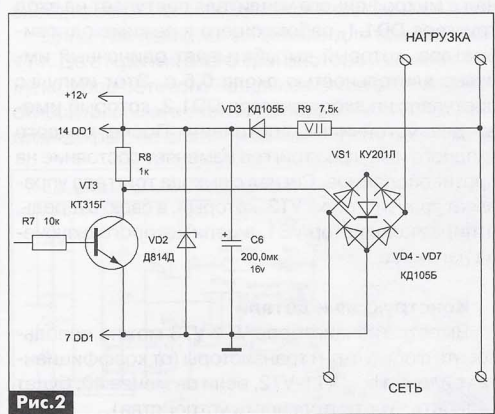 НАГРУЗКА
+12v
VD3 КД105Б
R9 7,5к
14 DD1
VII
R8
1к
VS1 КУ201Л
VT3
КТ315Г
R7 10к
VD2
Д814Д
C6
200,0мк
16v
VD4 - VD7
КД105Б
7 DD1
СЕТЬ
Рис.2